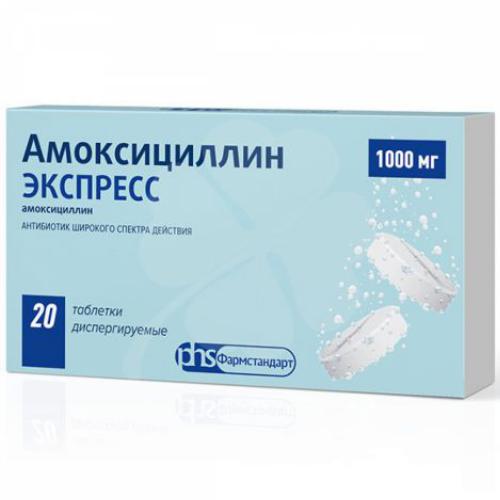 Амоксициллин
ЭКСПРЕСС
амоксициллин
АНТИБИОТИК ШИРОКОГО СПЕКТРА ДЕЙСТВИЯ
1000 мг
20
таблетки
диспергируемые
phs Фармстандарт